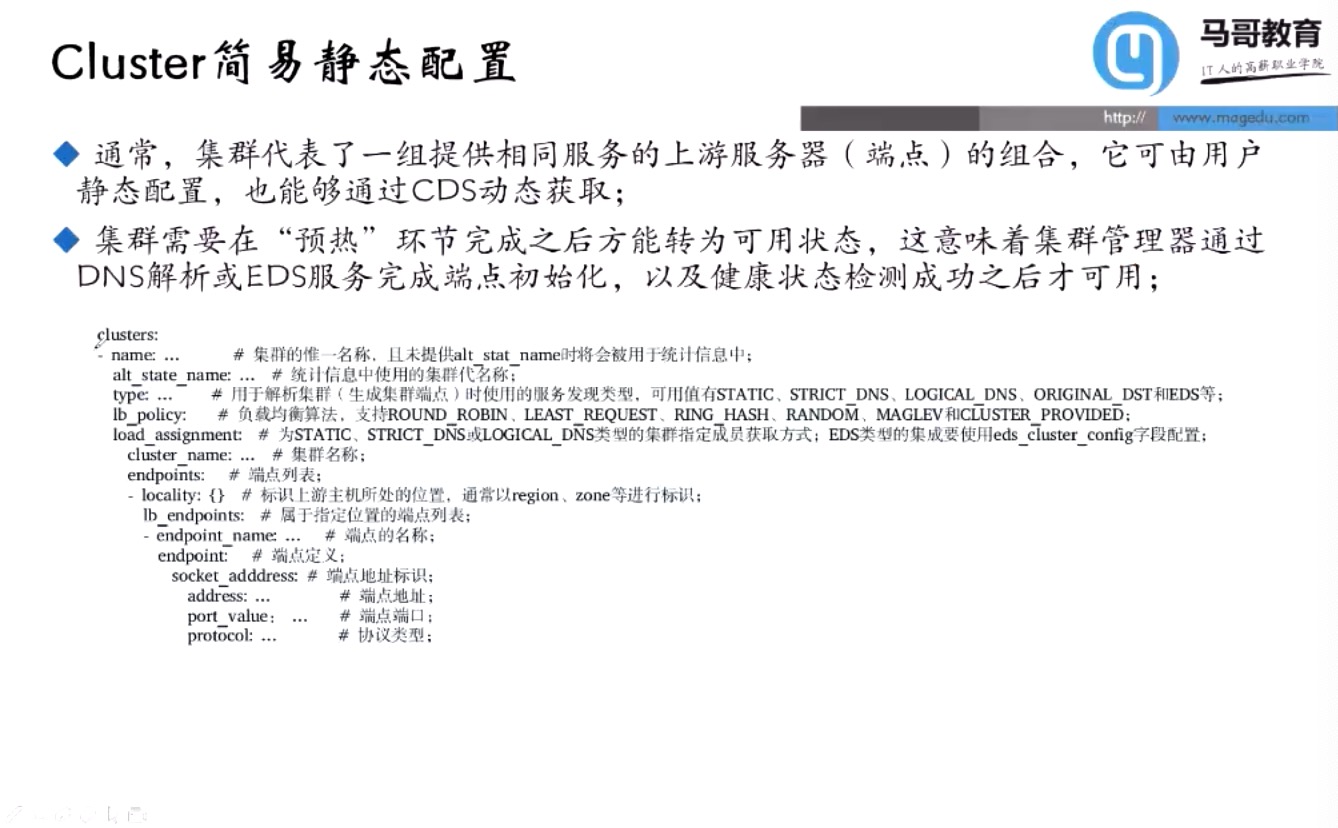 Cluster简易静态配置
马哥教育
IT人的高薪职业学院
http:// www.magedu.com
通常，集群代表了一组提供相同服务的上游服务器（端点）的组合，它可由用户
静态配置，也能够通过CDS动态获取；
集群需要在“预热”环节完成之后方能转为可用状态，这意味着集群管理器通过
DNS解析或EDS服务完成端点初始化，以及健康状态检测成功之后才可用；
clusters:
- name: ... # 集群的惟一名称，且未提供alt_stat_name时将会被用于统计信息中；
alt_state_name: ... # 统计信息中使用的集群代名称；
type: ... # 用于解析集群（生成集群端点）时使用的服务发现类型，可用值有STATIC、STRICT_DNS、LOGICAL_DNS、ORIGINAL_DST和EDS等；
lb_policy: # 负载均衡算法，支持ROUND_ROBIN、LEAST_REQUEST、RING_HASH、RANDOM、MAGLEV和CLUSTER_PROVIDED；
load_assignment: # 为STATIC、STRICT_DNS或LOGICAL_DNS类型的集群指定成员获取方式；EDS类型的集成要使用eds_cluster_config字段配置；
cluster_name: ... # 集群名称；
endpoints: # 端点列表；
- locality: {} # 标识上游主机所处的位置，通常以region、zone等进行标识；
lb_endpoints: # 属于指定位置的端点列表；
- endpoint_name: ... # 端点的名称；
endpoint: # 端点定义；
socket_adddress: # 端点地址标识；
address: ... # 端点地址；
port_value： ... # 端点端口；
protocol: ... # 协议类型；